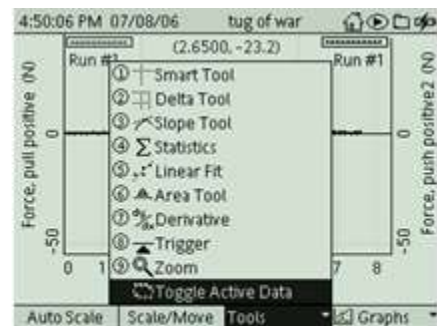 4:50:06 PM 07/08/06 tug of war
(2.6500, -23.2)
Run #1 Run #1
Force, pull positive (N)
Force, push positive2 (N)
① Smart Tool
② Delta Tool
③ Slope Tool
④ Statistics
⑤ Linear Fit
⑥ Area Tool
⑦ Derivative
⑧ Trigger
⑨ Zoom
Toggle Active Data
0 0
-50 -50
0 1 7 8
Auto Scale Scale/Move Tools Graphs